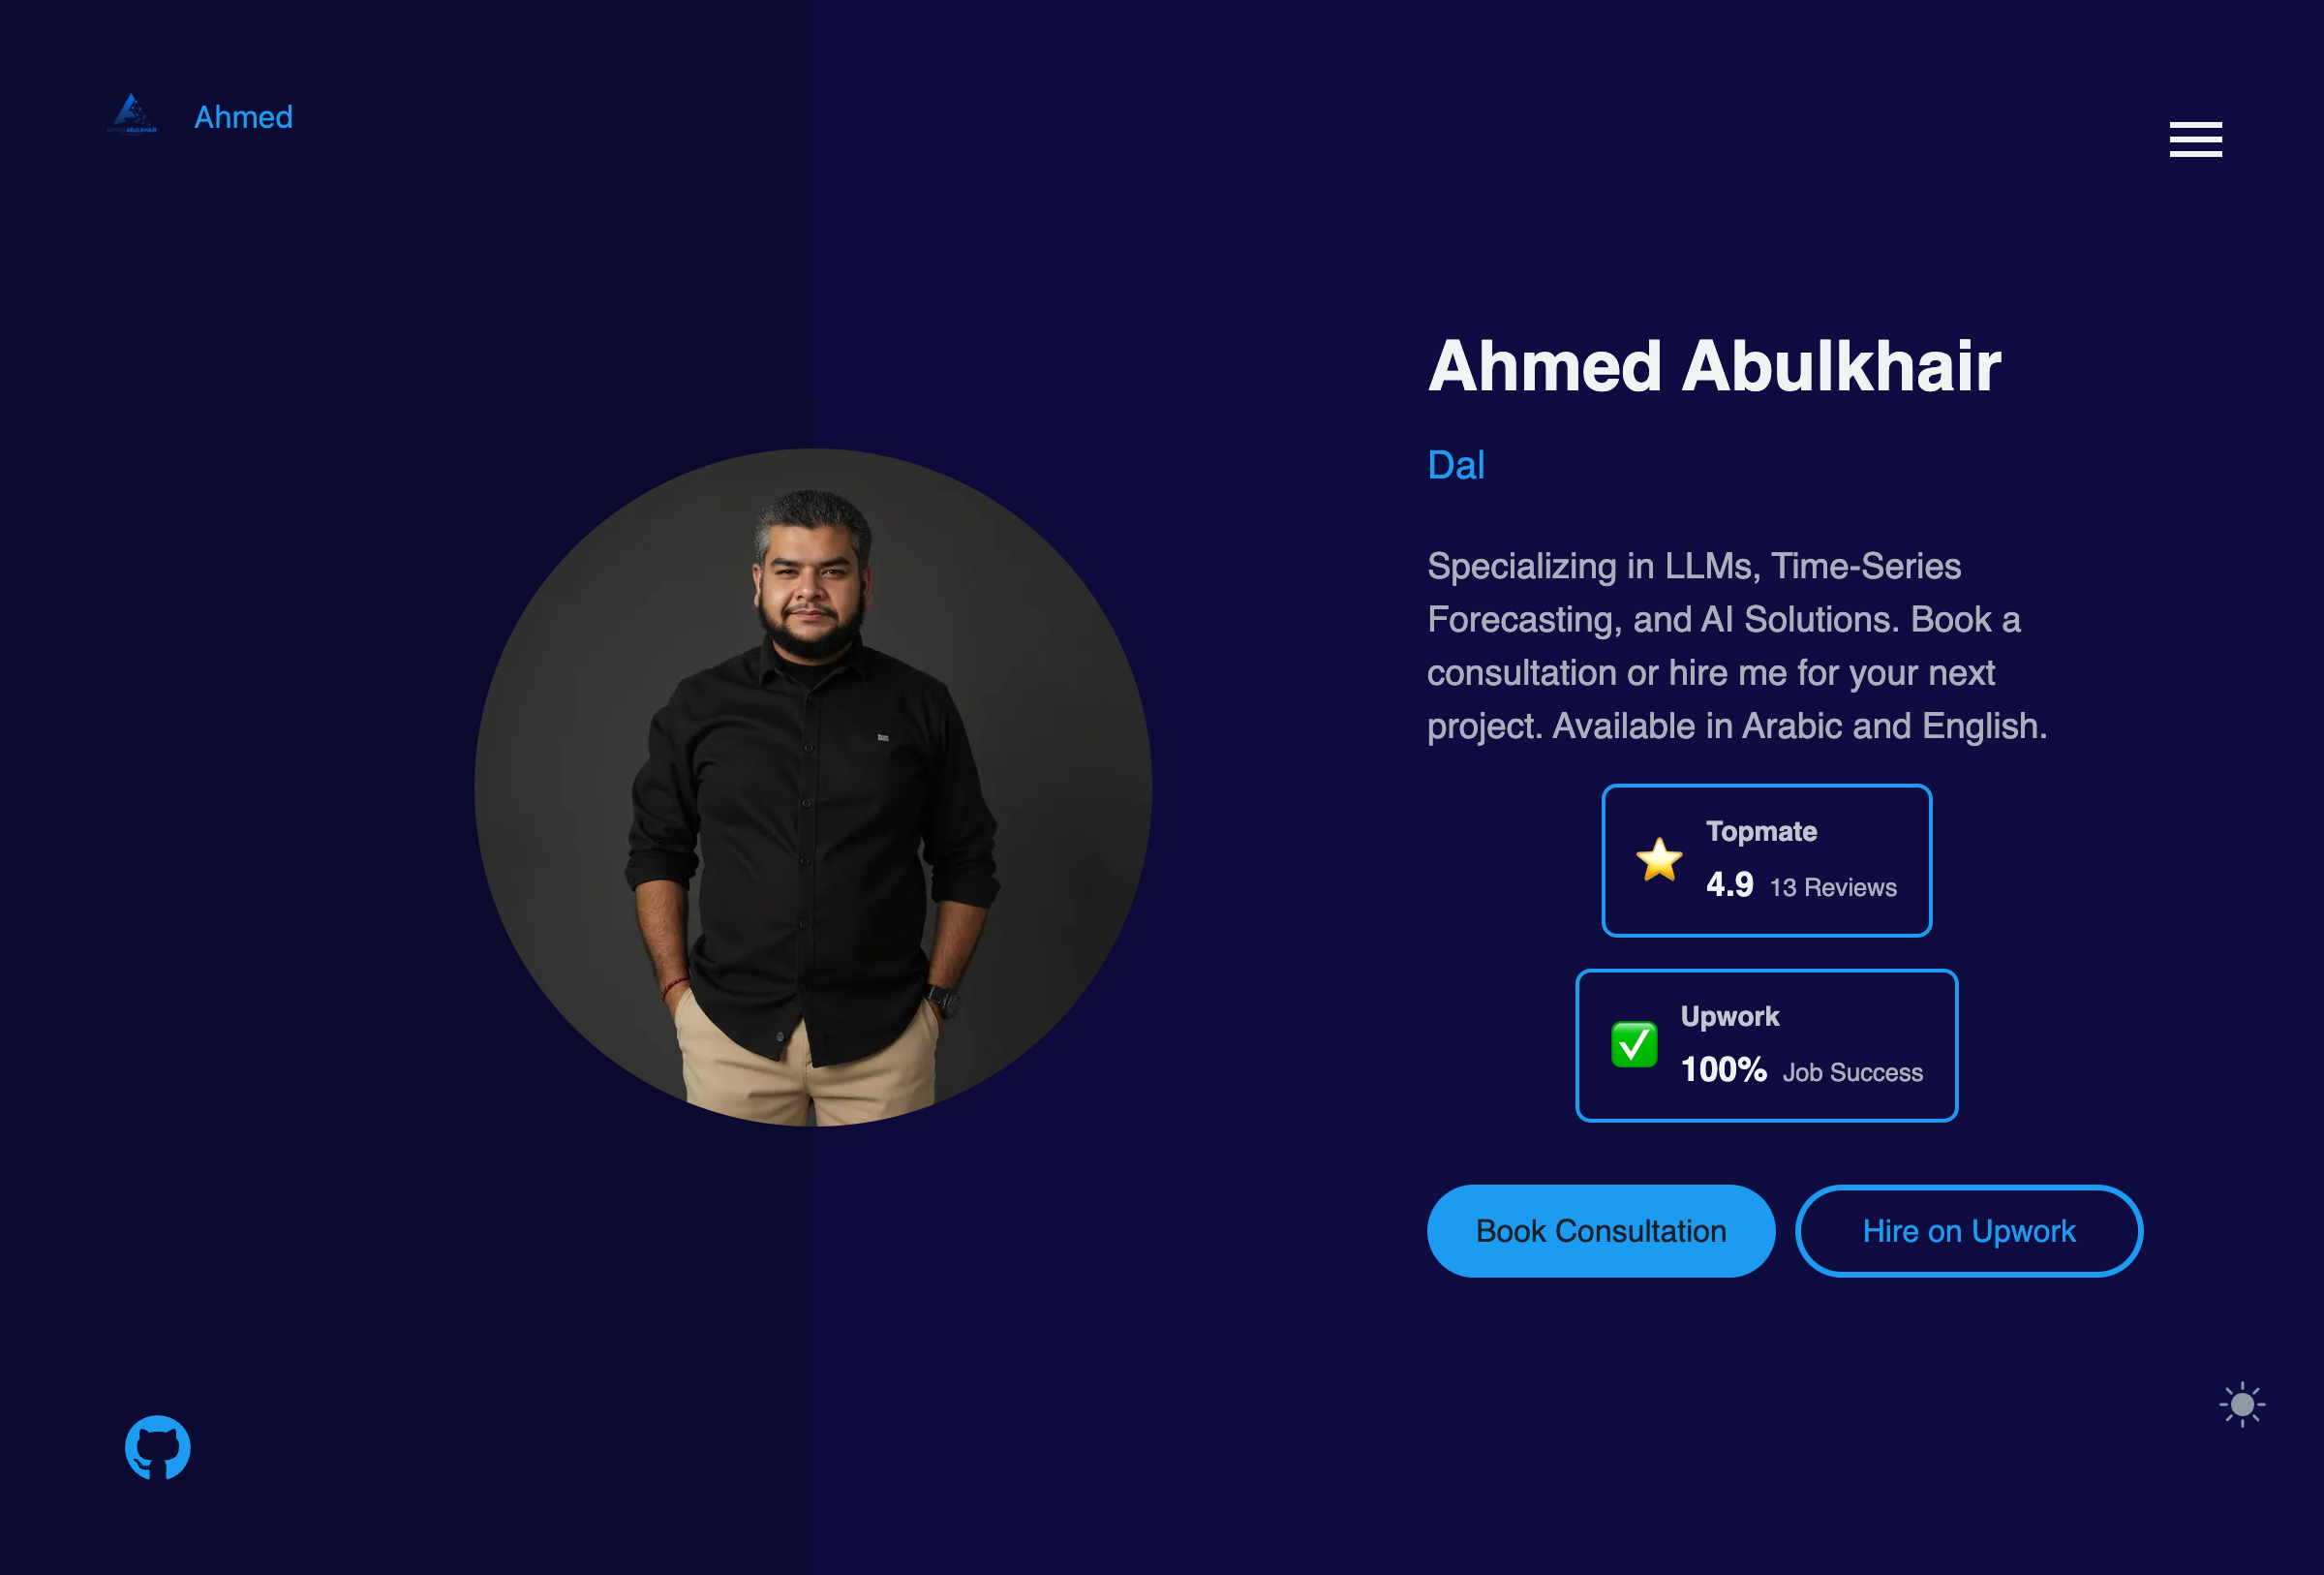 Ahmed
Ahmed Abulkhair
Dal
Specializing in LLMs, Time-Series
Forecasting, and AI Solutions. Book a
consultation or hire me for your next
project. Available in Arabic and English.
Topmate
4.9 13 Reviews
Upwork
100% Job Success
Book Consultation
Hire on Upwork